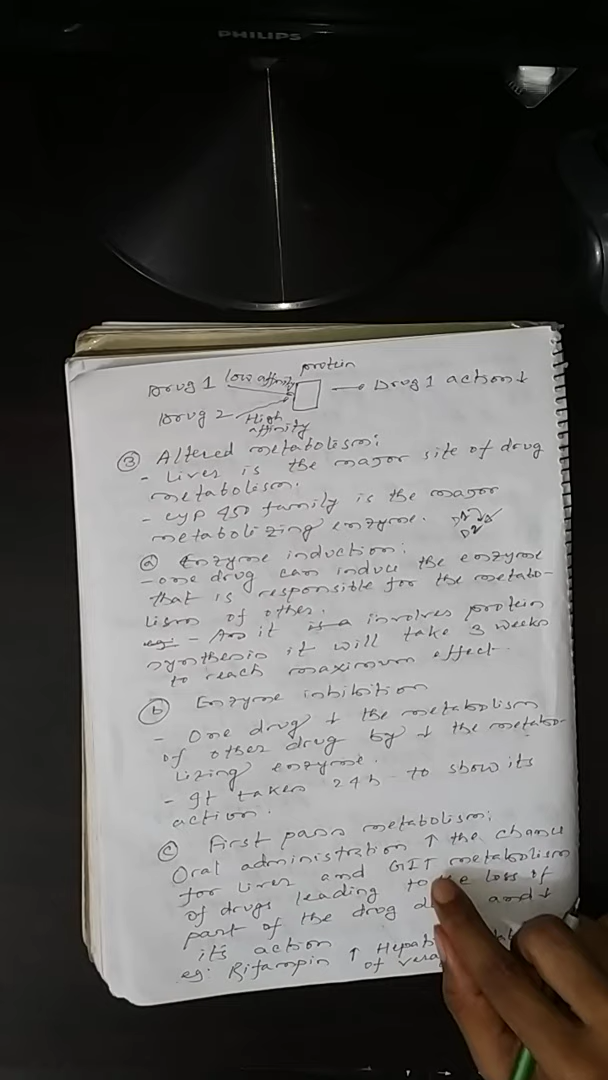 PHILIPS
protein
Drug 1 low affinity → Drug 1 action ↓
Drug 2 High
affinity
③ Altered metabolism:
- Liver is the major site of drug
metabolism.
- CYP 450 family is the major
metabolizing enzyme.
ⓐ Enzyme induction:
- one drug can induce the enzyme
that is responsible for the metabo-
lism of other.
eg: - As it is a involves protein
synthesis it will take 3 weeks
to reach maximum effect.
ⓑ Enzyme inhibition
- One drug ↓ the metabolism
of other drug by ↓ the metabo-
lizing enzyme.
- It takes 24h to show its
action.
ⓒ First pass metabolism:
Oral administration ↑ the chance
for liver and GIT metabolism
of drugs leading to the loss of
part of the drug and ↓
its action
eg: Rifampin ↑
of